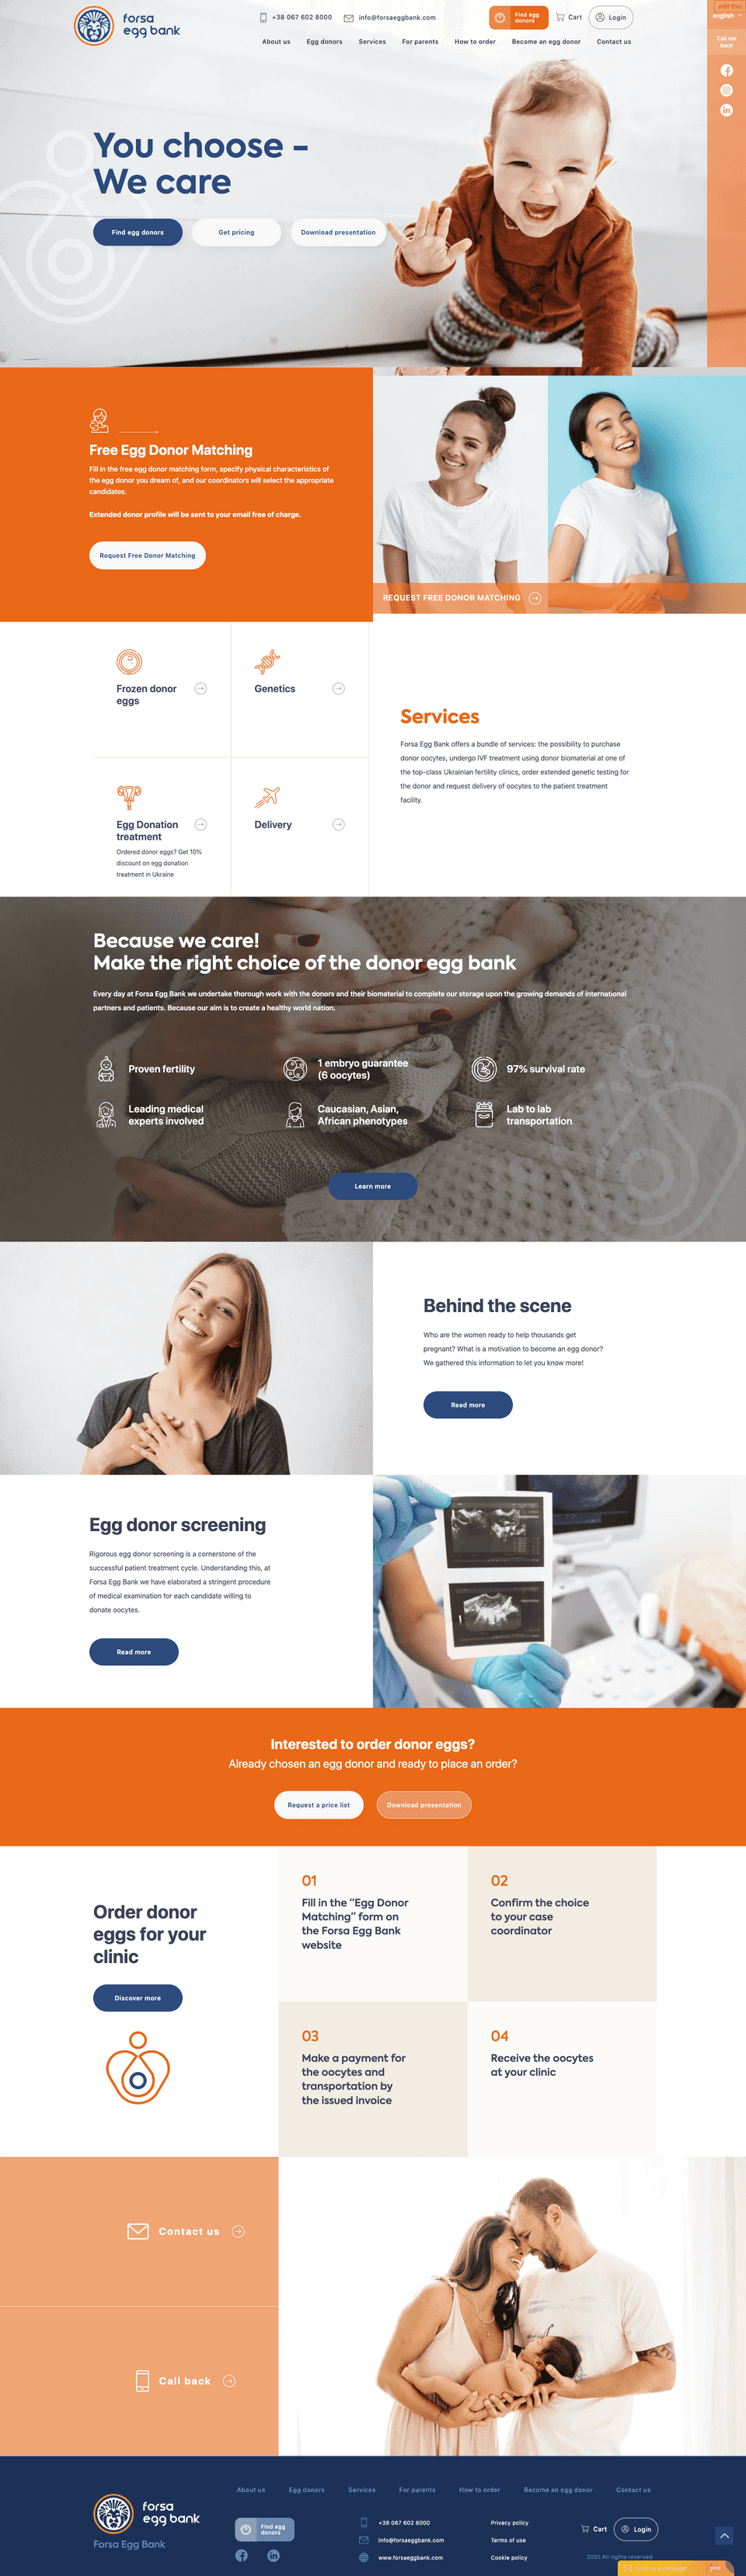 forsa
egg bank
+38 067 602 8000
info@forsaeggbank.com
Find egg
donors
Cart
Login
edit this
english
Call me
back
About us
Egg donors
Services
For parents
How to order
Become an egg donor
Contact us
You choose -
We care
Find egg donors
Get pricing
Download presentation
Free Egg Donor Matching
Fill in the free egg donor matching form, specify physical characteristics of
the egg donor you dream of, and our coordinators will select the appropriate
candidates.
Extended donor profile will be sent to your email free of charge.
Request Free Donor Matching
REQUEST FREE DONOR MATCHING
Frozen donor
eggs
Genetics
Egg Donation
treatment
Ordered donor eggs? Get 10%
discount on egg donation
treatment in Ukraine
Delivery
Services
Forsa Egg Bank offers a bundle of services: the possibility to purchase
donor oocytes, undergo IVF treatment using donor biomaterial at one of
the top-class Ukrainian fertility clinics, order extended genetic testing for
the donor and request delivery of oocytes to the patient treatment
facility.
Because we care!
Make the right choice of the donor egg bank
Every day at Forsa Egg Bank we undertake thorough work with the donors and their biomaterial to complete our storage upon the growing demands of international
partners and patients. Because our aim is to create a healthy world nation.
Proven fertility
1 embryo guarantee
(6 oocytes)
97% survival rate
Leading medical
experts involved
Caucasian, Asian,
African phenotypes
Lab to lab
transportation
Learn more
Behind the scene
Who are the women ready to help thousands get
pregnant? What is a motivation to become an egg donor?
We gathered this information to let you know more!
Read more
Egg donor screening
Rigorous egg donor screening is a cornerstone of the
successful patient treatment cycle. Understanding this, at
Forsa Egg Bank we have elaborated a stringent procedure
of medical examination for each candidate willing to
donate oocytes.
Read more
Interested to order donor eggs?
Already chosen an egg donor and ready to place an order?
Request a price list
Download presentation
Order donor
eggs for your
clinic
Discover more
01
Fill in the “Egg Donor
Matching” form on
the Forsa Egg Bank
website
02
Confirm the choice
to your case
coordinator
03
Make a payment for
the oocytes and
transportation by
the issued invoice
04
Receive the oocytes
at your clinic
Contact us
Call back
About us
Egg donors
Services
For parents
How to order
Become an egg donor
Contact us
forsa
egg bank
Forsa Egg Bank
Find egg
donors
+38 067 602 8000
info@forsaeggbank.com
www.forsaeggbank.com
Privacy policy
Terms of use
Cookie policy
Cart
Login
2021 All rights reserved
Send us a message
jivo